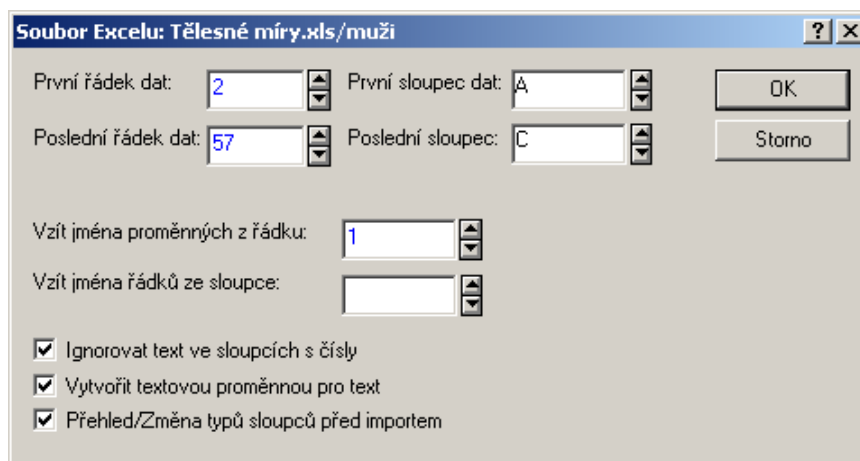 Soubor Excelu: Tělesné míry.xls/muži
První řádek dat: 2 První sloupec dat: A OK
Poslední řádek dat: 57 Poslední sloupec: C Storno
Vzít jména proměnných z řádku: 1
Vzít jména řádků ze sloupce:
Ignorovat text ve sloupcích s čísly
Vytvořit textovou proměnnou pro text
Přehled/Změna typů sloupců před importem